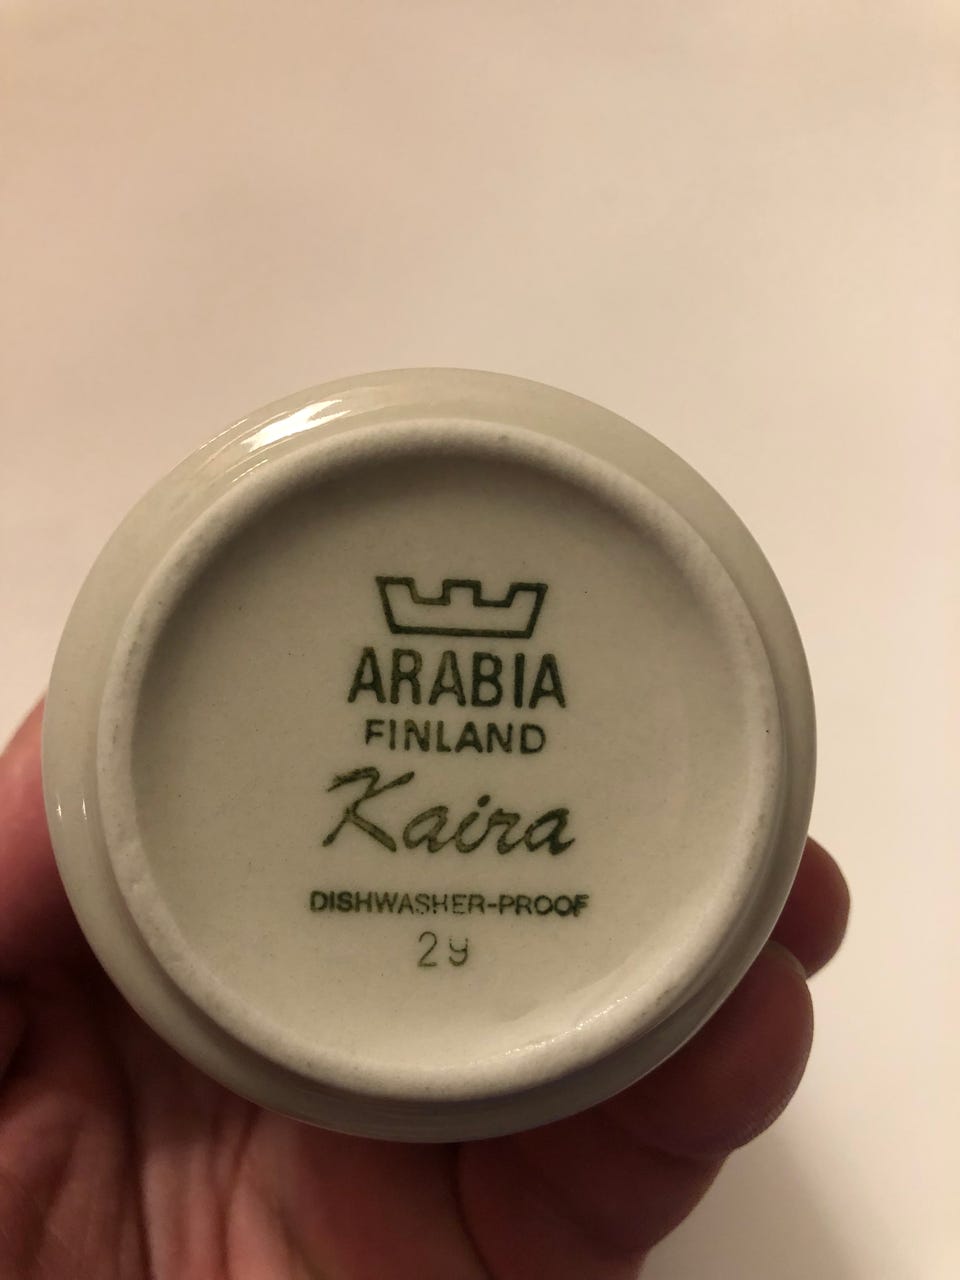 ARABIA
FINLAND
Kaira
DISHWASHER-PROOF
29